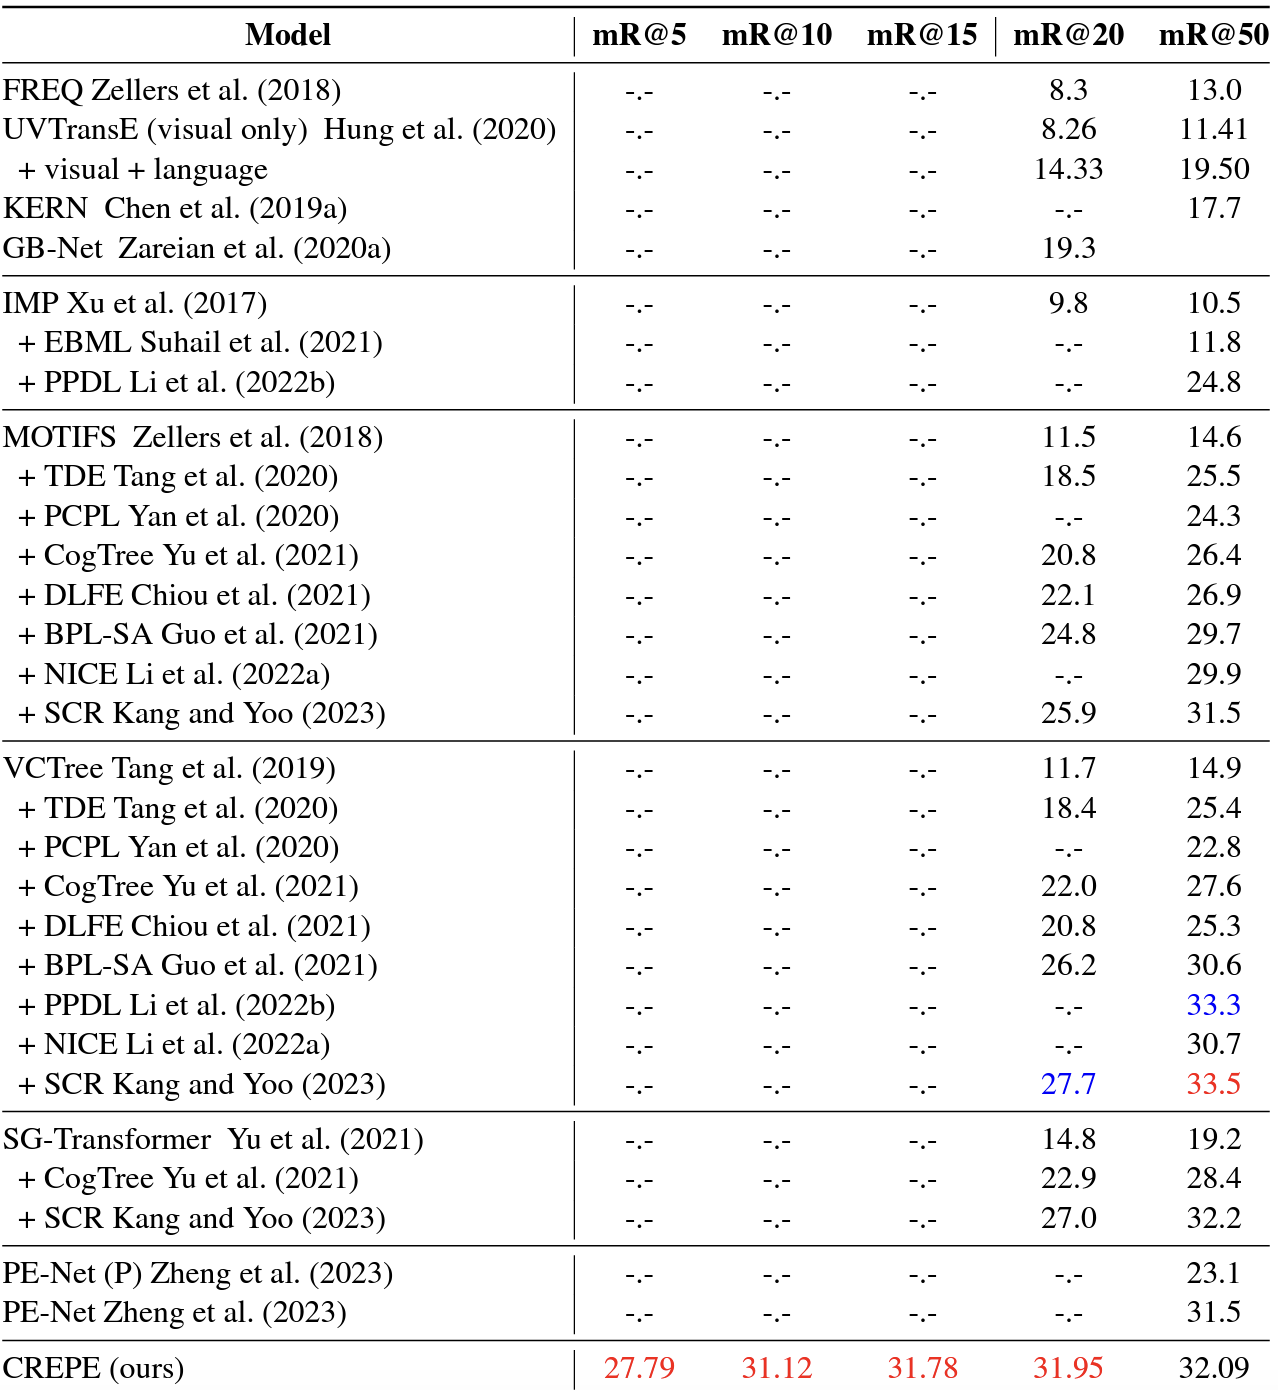 Model mR@5 mR@10 mR@15 mR@20 mR@50
FREQ Zellers et al. (2018) -.- -.- -.- 8.3 13.0
UVTransE (visual only) Hung et al. (2020) -.- -.- -.- 8.26 11.41
+ visual + language -.- -.- -.- 14.33 19.50
KERN Chen et al. (2019a) -.- -.- -.- -.- 17.7
GB-Net Zareian et al. (2020a) -.- -.- -.- 19.3
IMP Xu et al. (2017) -.- -.- -.- 9.8 10.5
+ EBML Suhail et al. (2021) -.- -.- -.- -.- 11.8
+ PPDL Li et al. (2022b) -.- -.- -.- -.- 24.8
MOTIFS Zellers et al. (2018) -.- -.- -.- 11.5 14.6
+ TDE Tang et al. (2020) -.- -.- -.- 18.5 25.5
+ PCPL Yan et al. (2020) -.- -.- -.- -.- 24.3
+ CogTree Yu et al. (2021) -.- -.- -.- 20.8 26.4
+ DLFE Chiou et al. (2021) -.- -.- -.- 22.1 26.9
+ BPL-SA Guo et al. (2021) -.- -.- -.- 24.8 29.7
+ NICE Li et al. (2022a) -.- -.- -.- -.- 29.9
+ SCR Kang and Yoo (2023) -.- -.- -.- 25.9 31.5
VCTree Tang et al. (2019) -.- -.- -.- 11.7 14.9
+ TDE Tang et al. (2020) -.- -.- -.- 18.4 25.4
+ PCPL Yan et al. (2020) -.- -.- -.- -.- 22.8
+ CogTree Yu et al. (2021) -.- -.- -.- 22.0 27.6
+ DLFE Chiou et al. (2021) -.- -.- -.- 20.8 25.3
+ BPL-SA Guo et al. (2021) -.- -.- -.- 26.2 30.6
+ PPDL Li et al. (2022b) -.- -.- -.- -.- 33.3
+ NICE Li et al. (2022a) -.- -.- -.- -.- 30.7
+ SCR Kang and Yoo (2023) -.- -.- -.- 27.7 33.5
SG-Transformer Yu et al. (2021) -.- -.- -.- 14.8 19.2
+ CogTree Yu et al. (2021) -.- -.- -.- 22.9 28.4
+ SCR Kang and Yoo (2023) -.- -.- -.- 27.0 32.2
PE-Net (P) Zheng et al. (2023) -.- -.- -.- -.- 23.1
PE-Net Zheng et al. (2023) -.- -.- -.- -.- 31.5
CREPE (ours) 27.79 31.12 31.78 31.95 32.09